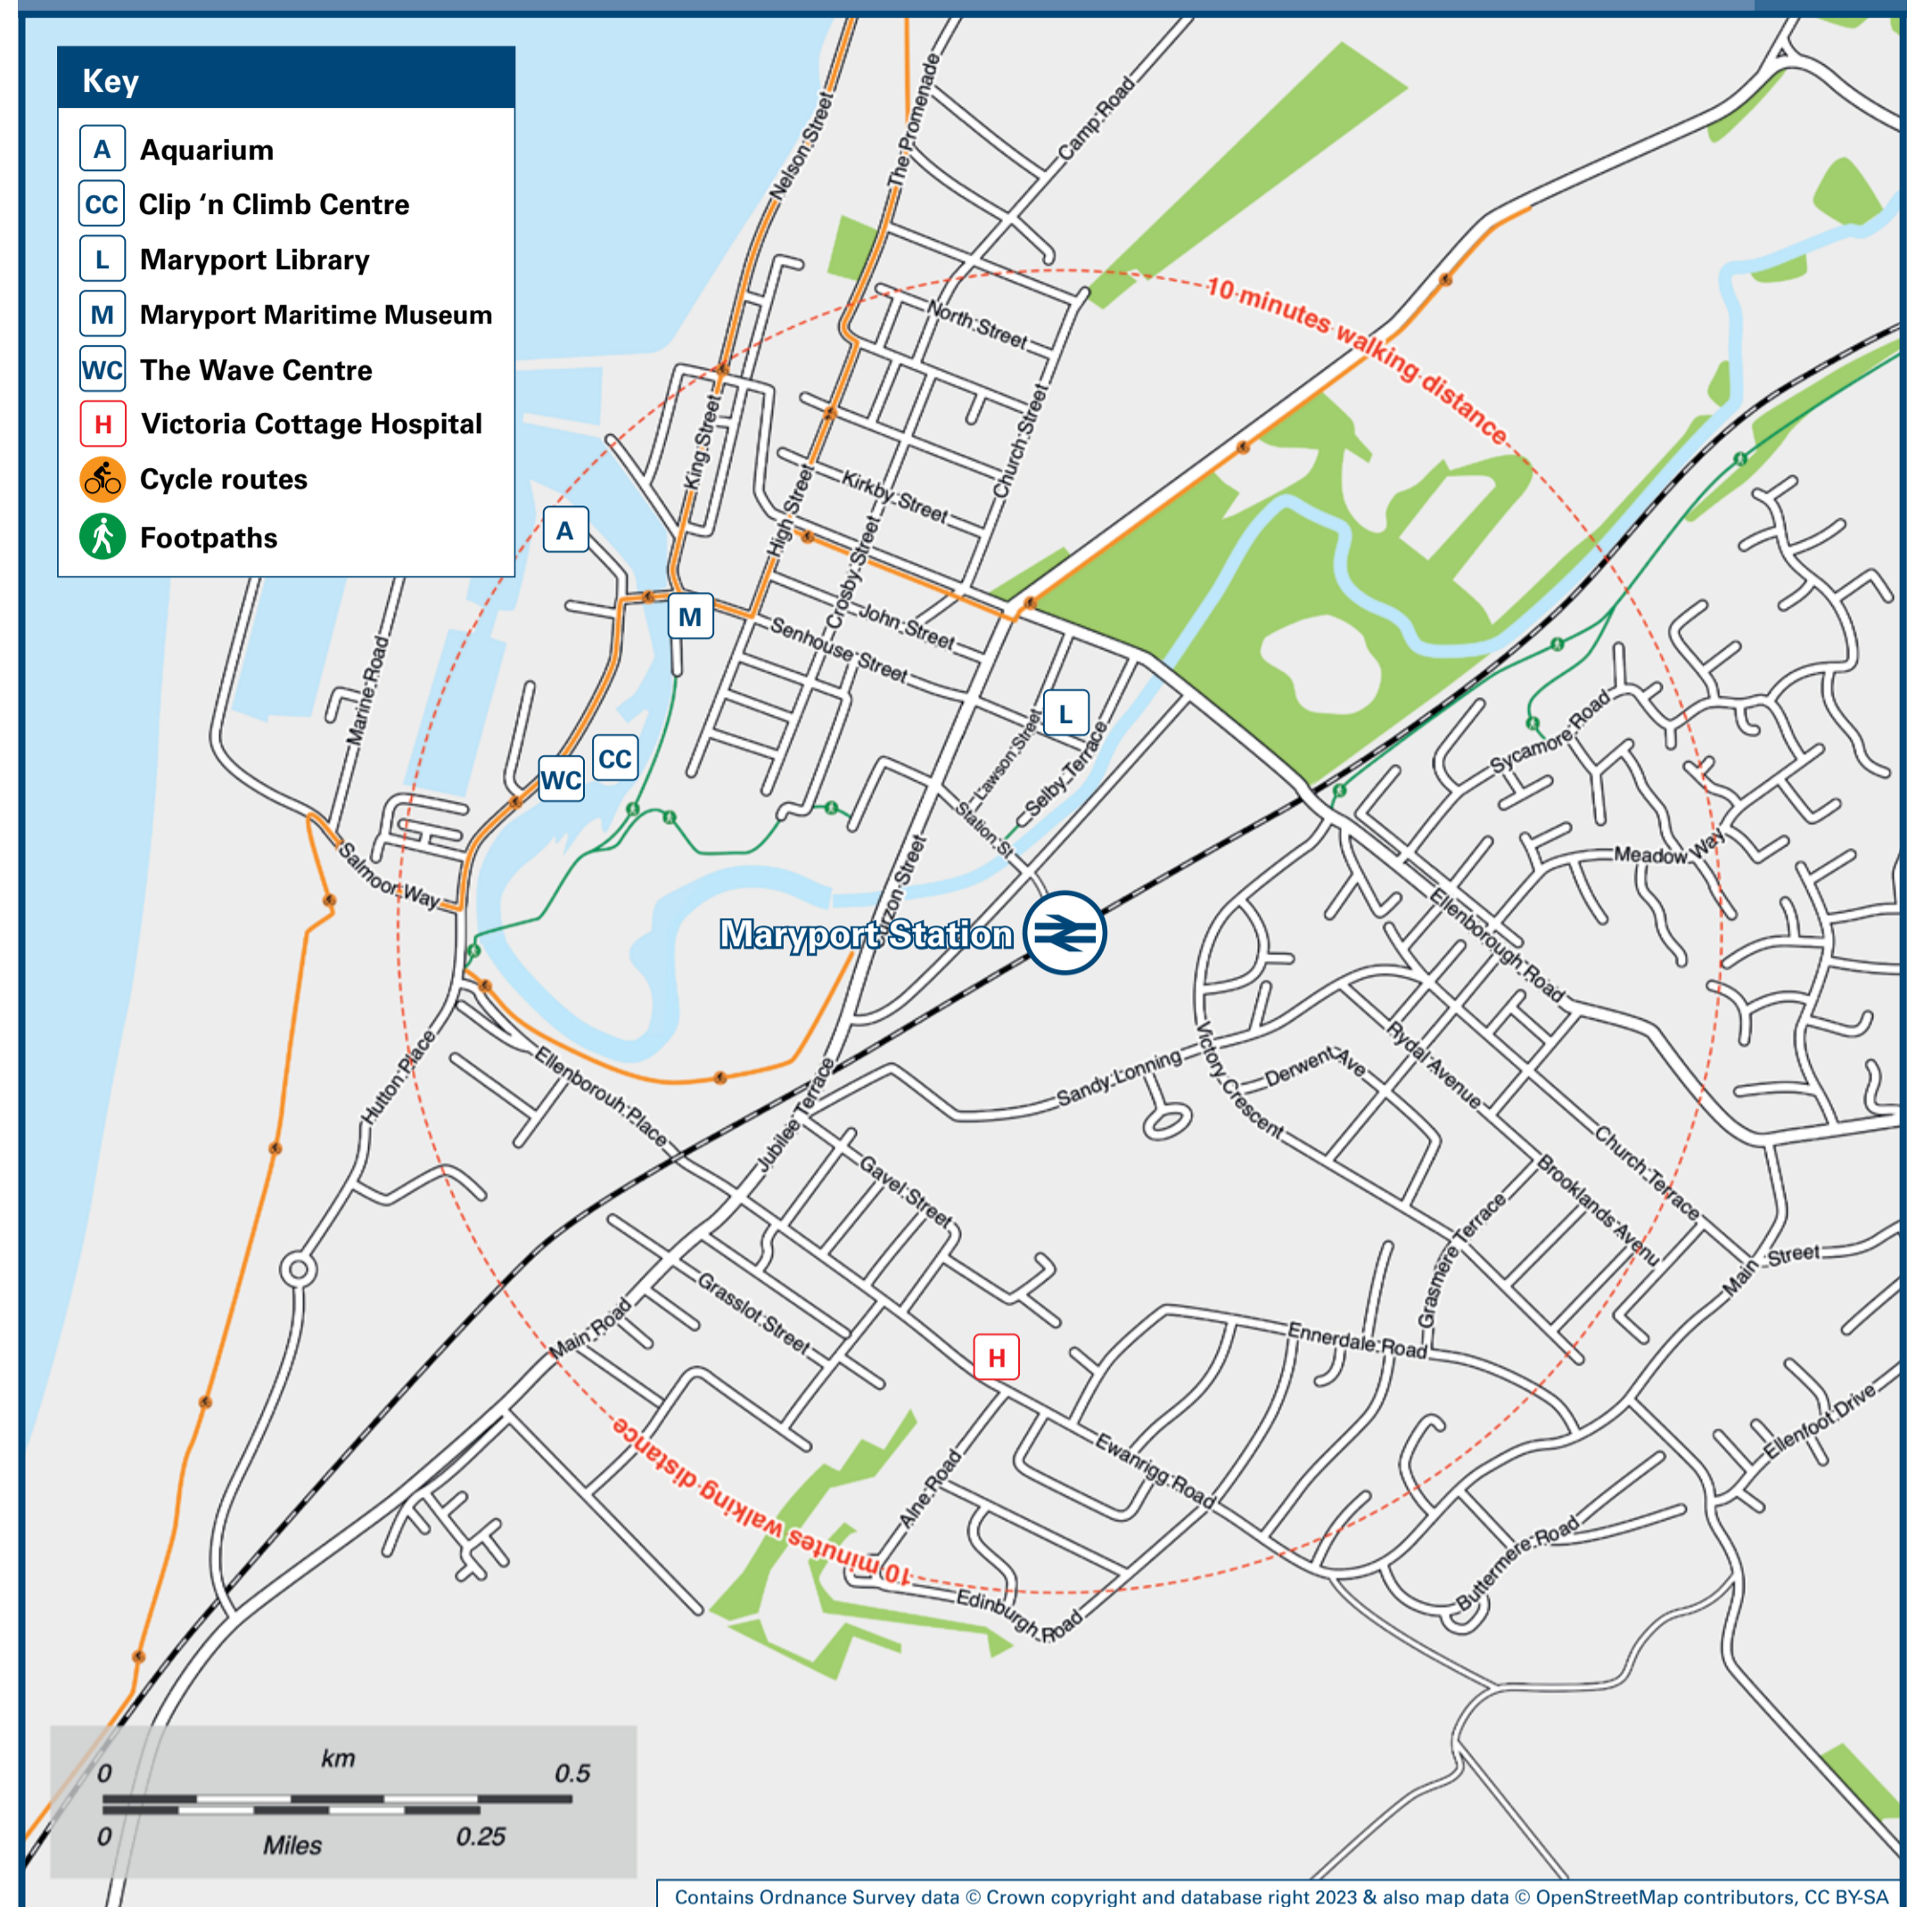 Key
A Aquarium
CC Clip ‘n Climb Centre
L Maryport Library
M Maryport Maritime Museum
WC The Wave Centre
H Victoria Cottage Hospital
Cycle routes
Footpaths
Nelson Street
The Promenade
Camp Road
10 minutes walking distance
North Street
King Street
Church Street
High Street
Kirkby Street
Crosby Street
A
M
John Street
Senhouse Street
Marine Road
L
Lawson Street
Selby Terrace
CC
WC
Station St
Sycamore Road
Meadow Way
Salmoor Way
Curzon Street
Maryport Station
Ellenborough Road
Hutton Place
Ellenborouh Place
Jubilee Terrace
Sandy Lonning
Victory Crescent
Derwent Ave
Rydal Avenue
Church Terrace
Brooklands Avenu
Gavel Street
Grasmere Terrace
Main Street
Grasslot Street
Main Road
Ennerdale Road
H
Ellenfoot Drive
Ewanrigg Road
Alne Road
Buttermere Road
10 minutes walking distance
Edinburgh Road
km
0 0.5
0 0.25
Miles
Contains Ordnance Survey data © Crown copyright and database right 2023 & also map data © OpenStreetMap contributors, CC BY-SA